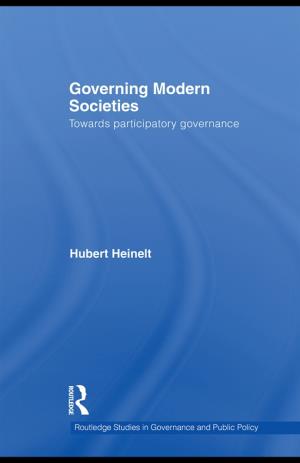 Governing Modern
Societies
Towards participatory governance
Hubert Heinelt
ROUTLEDGE
Routledge Studies in Governance and Public Policy